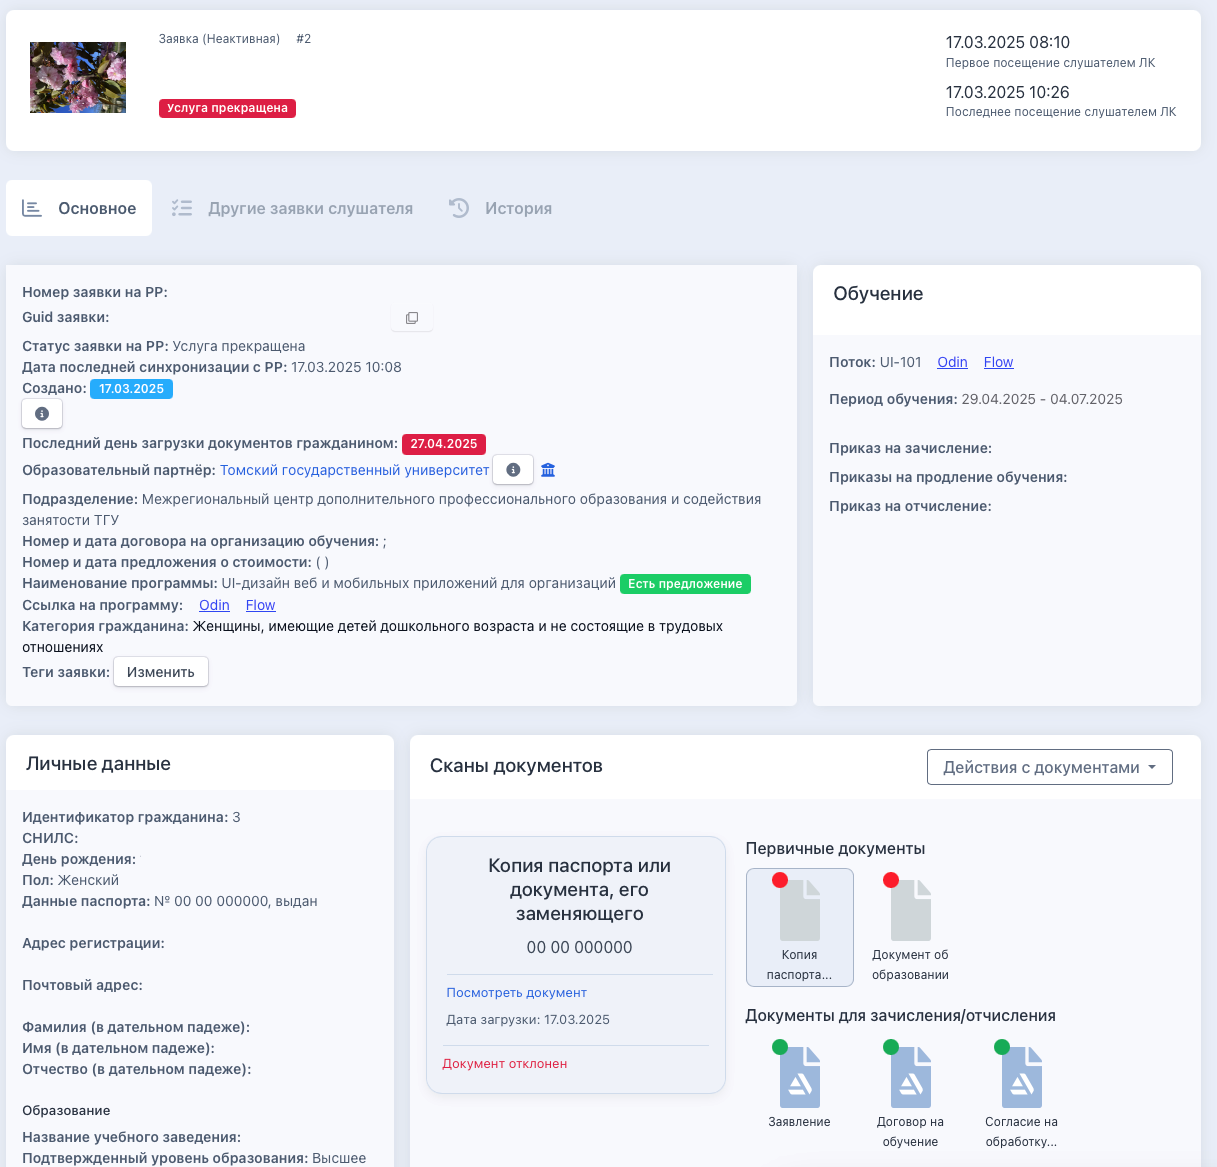 Заявка (Неактивная) #2
Услуга прекращена
17.03.2025 08:10
Первое посещение слушателем ЛК
17.03.2025 10:26
Последнее посещение слушателем ЛК
Основное
Другие заявки слушателя
История
Номер заявки на РР:
Guid заявки:
Статус заявки на РР: Услуга прекращена
Дата последней синхронизации с РР: 17.03.2025 10:08
Создано: 17.03.2025
Последний день загрузки документов гражданином: 27.04.2025
Образовательный партнёр: Томский государственный университет
Подразделение: Межрегиональный центр дополнительного профессионального образования и содействия
занятости ТГУ
Номер и дата договора на организацию обучения: ;
Номер и дата предложения о стоимости: ( )
Наименование программы: UI-дизайн веб и мобильных приложений для организаций Есть предложение
Ссылка на программу: Odin Flow
Категория гражданина: Женщины, имеющие детей дошкольного возраста и не состоящие в трудовых
отношениях
Теги заявки: Изменить
Обучение
Поток: UI-101 Odin Flow
Период обучения: 29.04.2025 - 04.07.2025
Приказ на зачисление:
Приказы на продление обучения:
Приказ на отчисление:
Личные данные
Идентификатор гражданина: 3
СНИЛС:
День рождения:
Пол: Женский
Данные паспорта: № 00 00 000000, выдан
Адрес регистрации:
Почтовый адрес:
Фамилия (в дательном падеже):
Имя (в дательном падеже):
Отчество (в дательном падеже):
Образование
Название учебного заведения:
Подтвержденный уровень образования: Высшее
Сканы документов
Действия с документами
Копия паспорта или
документа, его
заменяющего
00 00 000000
Посмотреть документ
Дата загрузки: 17.03.2025
Документ отклонен
Первичные документы
Копия
паспорта...
Документ об
образовании
Документы для зачисления/отчисления
Заявление
Договор на
обучение
Согласие на
обработку...